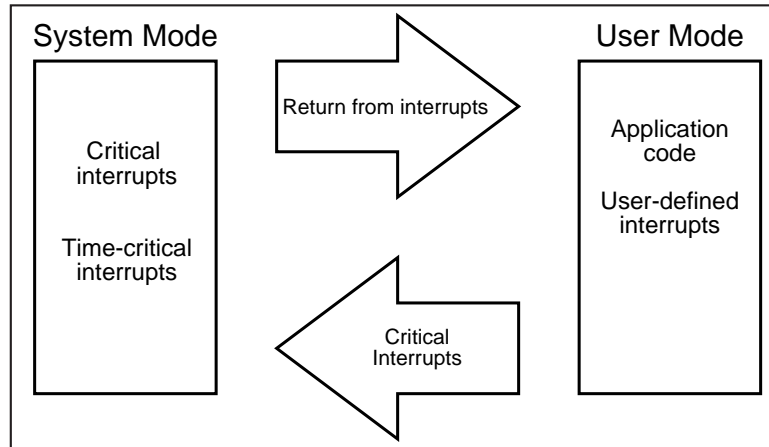 System Mode
User Mode
Return from interrupts
Critical
interrupts
Time-critical
interrupts
Application
code
User-defined
interrupts
Critical
Interrupts